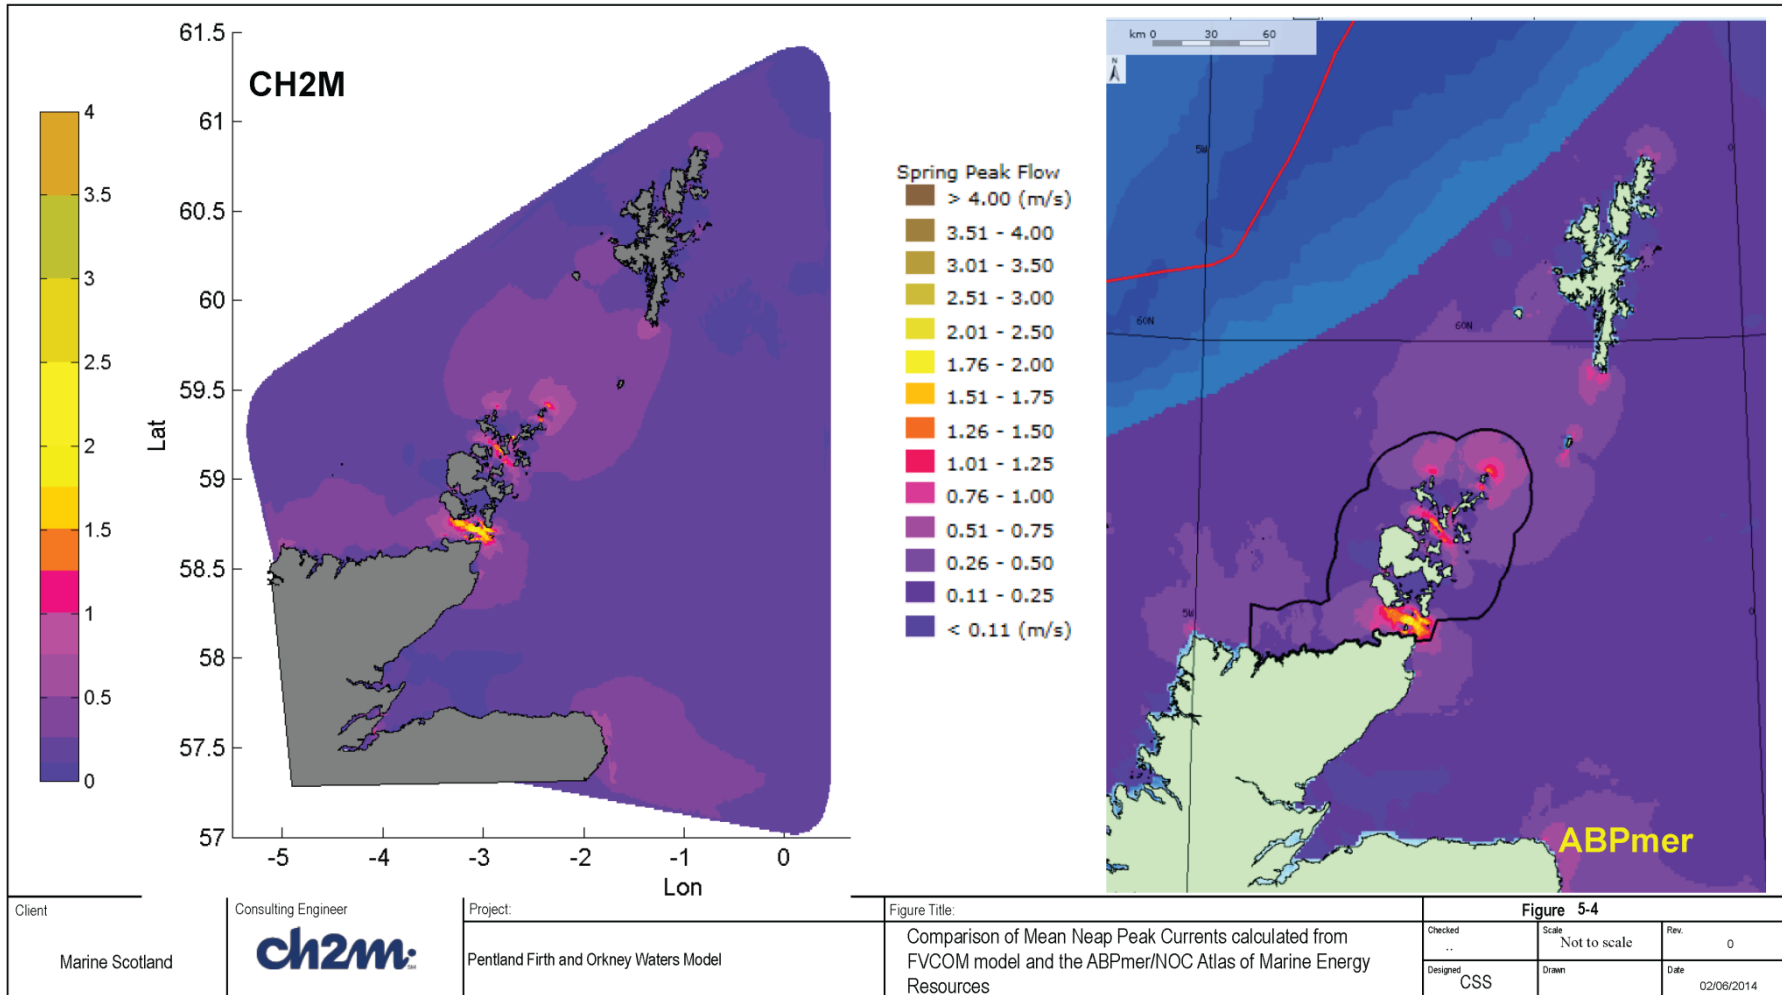 CH2M
4
3.5
3
2.5
2
1.5
1
0.5
0
61.5
61
60.5
60
59.5
59
58.5
58
57.5
57
Lat
-5
-4
-3
-2
-1
0
Lon
Spring Peak Flow
> 4.00 (m/s)
3.51 - 4.00
3.01 - 3.50
2.51 - 3.00
2.01 - 2.50
1.76 - 2.00
1.51 - 1.75
1.26 - 1.50
1.01 - 1.25
0.76 - 1.00
0.51 - 0.75
0.26 - 0.50
0.11 - 0.25
< 0.11 (m/s)
km 0 30 60
N
5W
0
60N
60N
5W
0
ABPmer
Client
Marine Scotland
Consulting Engineer
ch2m:
SM
Project:
Pentland Firth and Orkney Waters Model
Figure Title:
Comparison of Mean Neap Peak Currents calculated from
FVCOM model and the ABPmer/NOC Atlas of Marine Energy
Resources
Figure 5-4
Checked
..
Scale
Not to scale
Rev.
0
Designed
CSS
Drawn
Date
02/06/2014